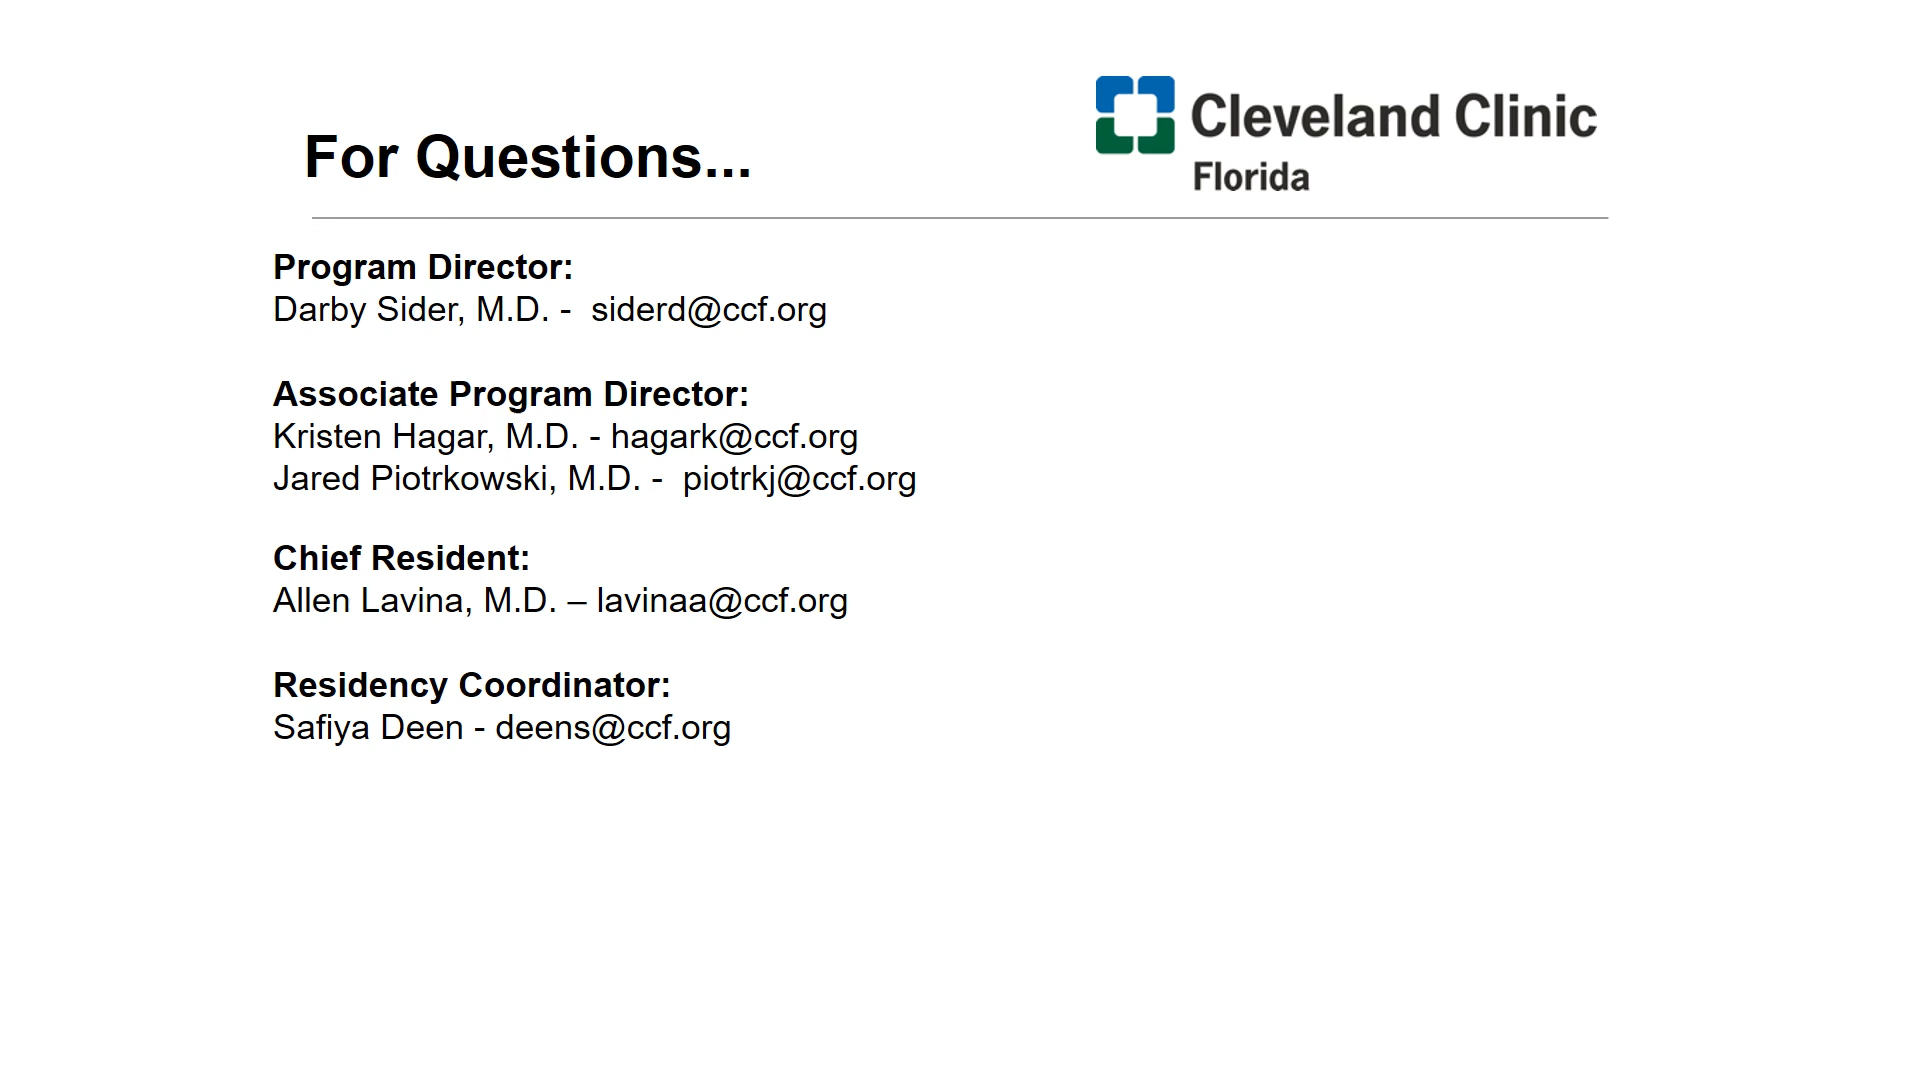 For Questions...
Cleveland Clinic
Florida
Program Director:
Darby Sider, M.D. -  siderd@ccf.org
Associate Program Director:
Kristen Hagar, M.D. - hagark@ccf.org
Jared Piotrkowski, M.D. -  piotrkj@ccf.org
Chief Resident:
Allen Lavina, M.D. – lavinaa@ccf.org
Residency Coordinator:
Safiya Deen - deens@ccf.org